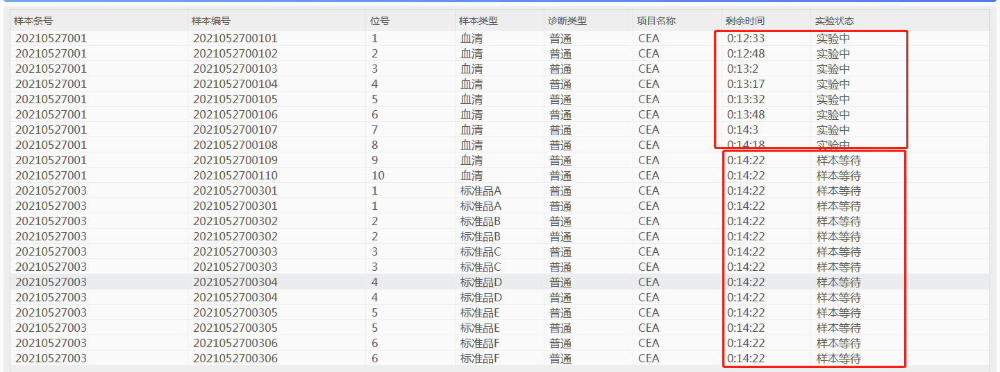 样本条号 样本编号 位号 样本类型 诊断类型 项目名称 剩余时间 实验状态
20210527001 2021052700101 1 血清 普通 CEA 0:12:33 实验中
20210527001 2021052700102 2 血清 普通 CEA 0:12:48 实验中
20210527001 2021052700103 3 血清 普通 CEA 0:13:2 实验中
20210527001 2021052700104 4 血清 普通 CEA 0:13:17 实验中
20210527001 2021052700105 5 血清 普通 CEA 0:13:32 实验中
20210527001 2021052700106 6 血清 普通 CEA 0:13:48 实验中
20210527001 2021052700107 7 血清 普通 CEA 0:14:3 实验中
20210527001 2021052700108 8 血清 普通 CEA 0:14:18 实验中
20210527001 2021052700109 9 血清 普通 CEA 0:14:22 样本等待
20210527001 2021052700110 10 血清 普通 CEA 0:14:22 样本等待
20210527003 2021052700301 1 标准品A 普通 CEA 0:14:22 样本等待
20210527003 2021052700301 1 标准品A 普通 CEA 0:14:22 样本等待
20210527003 2021052700302 2 标准品B 普通 CEA 0:14:22 样本等待
20210527003 2021052700302 2 标准品B 普通 CEA 0:14:22 样本等待
20210527003 2021052700303 3 标准品C 普通 CEA 0:14:22 样本等待
20210527003 2021052700303 3 标准品C 普通 CEA 0:14:22 样本等待
20210527003 2021052700304 4 标准品D 普通 CEA 0:14:22 样本等待
20210527003 2021052700304 4 标准品D 普通 CEA 0:14:22 样本等待
20210527003 2021052700305 5 标准品E 普通 CEA 0:14:22 样本等待
20210527003 2021052700305 5 标准品E 普通 CEA 0:14:22 样本等待
20210527003 2021052700306 6 标准品F 普通 CEA 0:14:22 样本等待
20210527003 2021052700306 6 标准品F 普通 CEA 0:14:22 样本等待